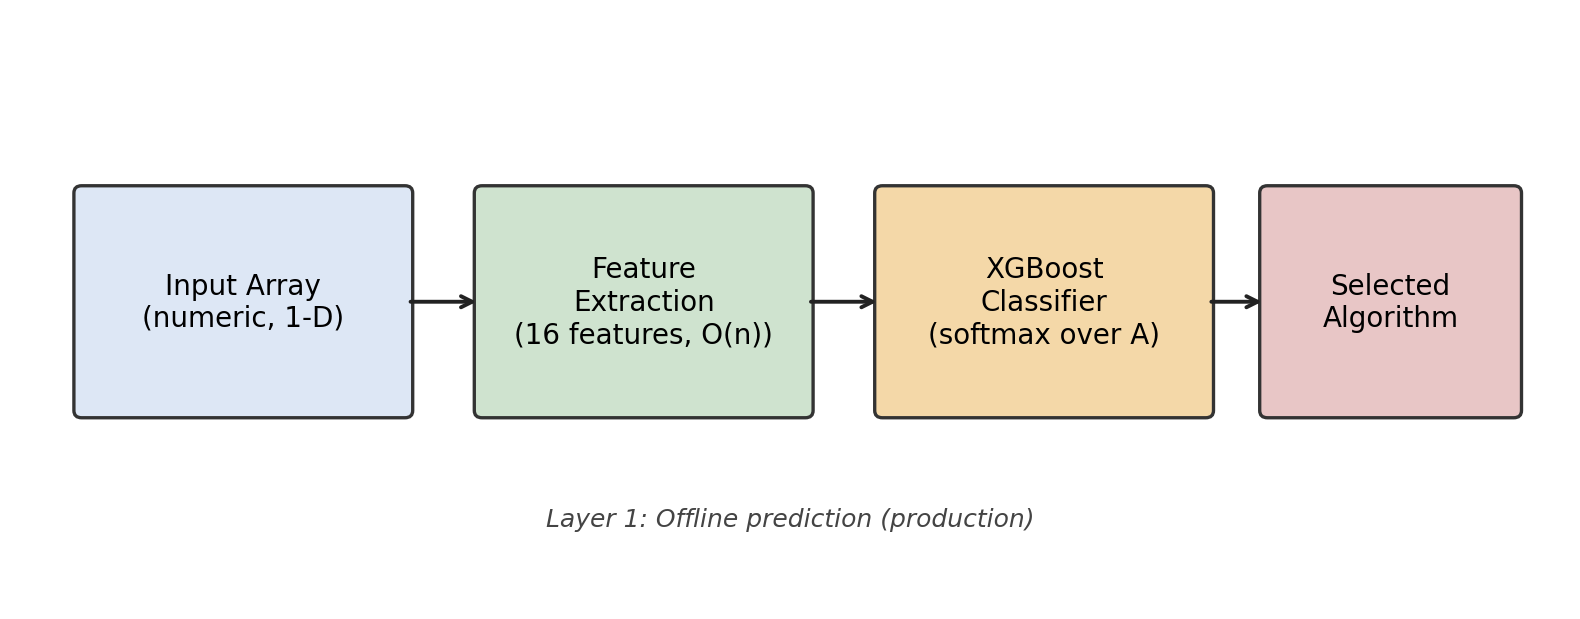 Input Array
(numeric, 1-D)
Feature
Extraction
(16 features, O(n))
XGBoost
Classifier
(softmax over A)
Selected
Algorithm
Layer 1: Offline prediction (production)